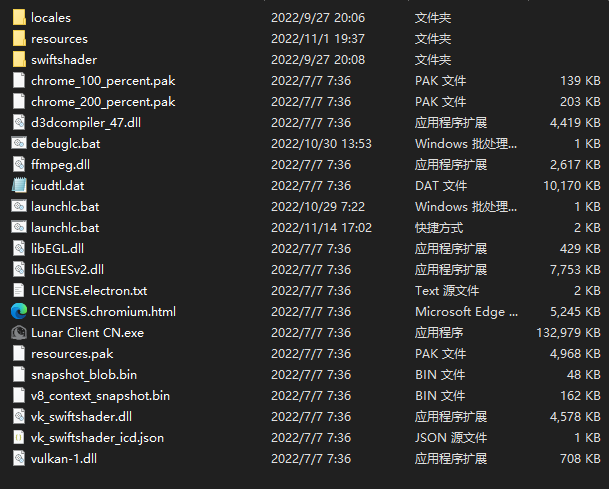 locales 2022/9/27 20:06 文件夹
resources 2022/11/1 19:37 文件夹
swiftshader 2022/9/27 20:08 文件夹
chrome_100_percent.pak 2022/7/7 7:36 PAK 文件 139 KB
chrome_200_percent.pak 2022/7/7 7:36 PAK 文件 203 KB
d3dcompiler_47.dll 2022/7/7 7:36 应用程序扩展 4,419 KB
debuglc.bat 2022/10/30 13:53 Windows 批处理... 1 KB
ffmpeg.dll 2022/7/7 7:36 应用程序扩展 2,617 KB
icudtl.dat 2022/7/7 7:36 DAT 文件 10,170 KB
launchlc.bat 2022/10/29 7:22 Windows 批处理... 1 KB
launchlc.bat 2022/11/14 17:02 快捷方式 2 KB
libEGL.dll 2022/7/7 7:36 应用程序扩展 429 KB
libGLESv2.dll 2022/7/7 7:36 应用程序扩展 7,753 KB
LICENSE.electron.txt 2022/7/7 7:36 Text 源文件 2 KB
LICENSES.chromium.html 2022/7/7 7:36 Microsoft Edge ... 5,245 KB
Lunar Client CN.exe 2022/7/7 7:36 应用程序 132,979 KB
resources.pak 2022/7/7 7:36 PAK 文件 4,968 KB
snapshot_blob.bin 2022/7/7 7:36 BIN 文件 48 KB
v8_context_snapshot.bin 2022/7/7 7:36 BIN 文件 162 KB
vk_swiftshader.dll 2022/7/7 7:36 应用程序扩展 4,578 KB
vk_swiftshader_icd.json 2022/7/7 7:36 JSON 源文件 1 KB
vulkan-1.dll 2022/7/7 7:36 应用程序扩展 708 KB